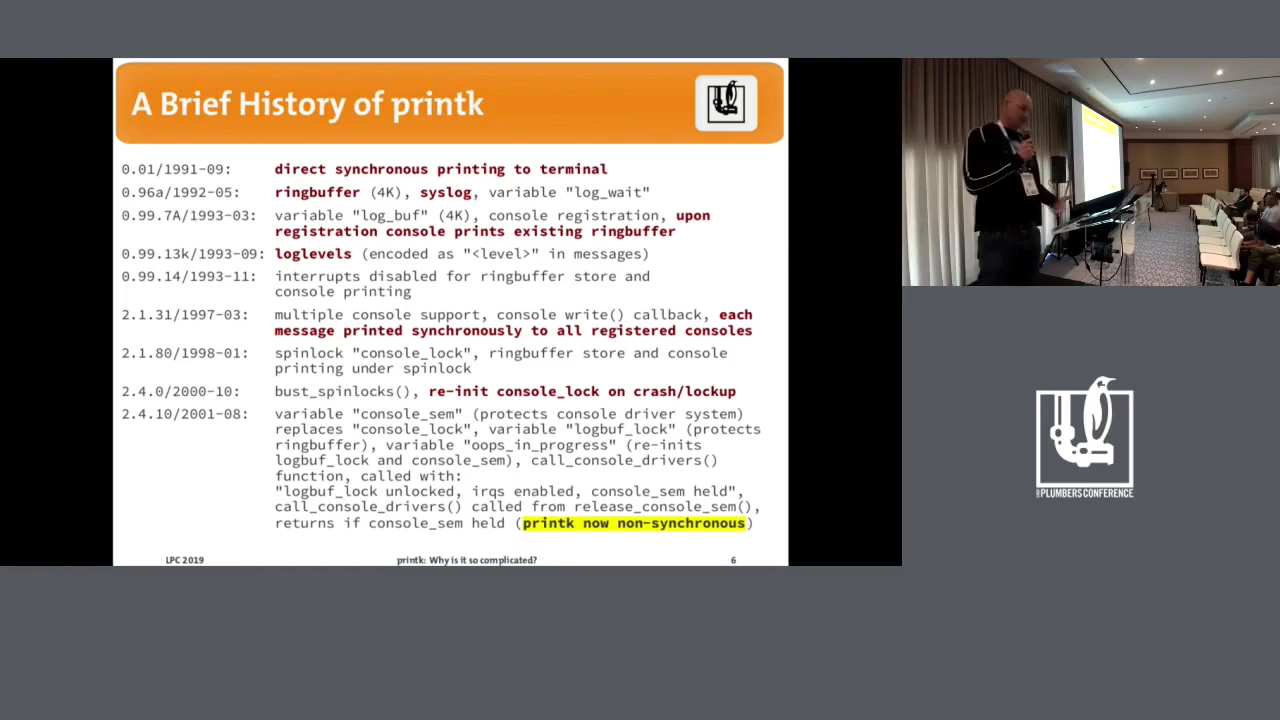 A Brief History of printk
0.01/1991-09: direct synchronous printing to terminal
0.96a/1992-05: ringbuffer (4K), syslog, variable "log_wait"
0.99.7A/1993-03: variable "log_buf" (4K), console registration, upon
registration console prints existing ringbuffer
0.99.13k/1993-09: loglevels (encoded as "<level>" in messages)
0.99.14/1993-11: interrupts disabled for ringbuffer store and
console printing
2.1.31/1997-03: multiple console support, console write() callback, each
message printed synchronously to all registered consoles
2.1.80/1998-01: spinlock "console_lock", ringbuffer store and console
printing under spinlock
2.4.0/2000-10: bust_spinlocks(), re-init console_lock on crash/lockup
2.4.10/2001-08: variable "console_sem" (protects console driver system)
replaces "console_lock", variable "logbuf_lock" (protects
ringbuffer), variable "oops_in_progress" (re-inits
logbuf_lock and console_sem), call_console_drivers()
function, called with:
"logbuf_lock unlocked, irqs enabled, console_sem held",
call_console_drivers() called from release_console_sem(),
returns if console_sem held (printk now non-synchronous)
LPC 2019 printk: Why is it so complicated? 6
PLUMBERS CONFERENCE